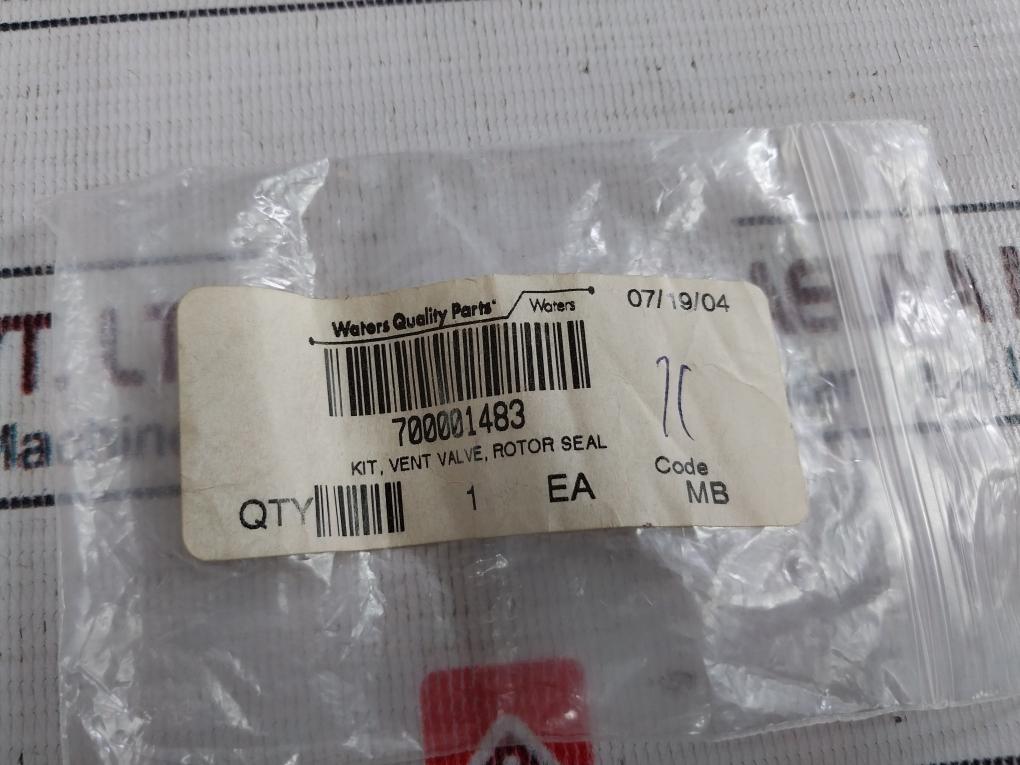 Waters Quality Parts Waters 07/19/04
700001483
KIT, VENT VALVE, ROTOR SEAL
QTY 1 EA
Code
MB